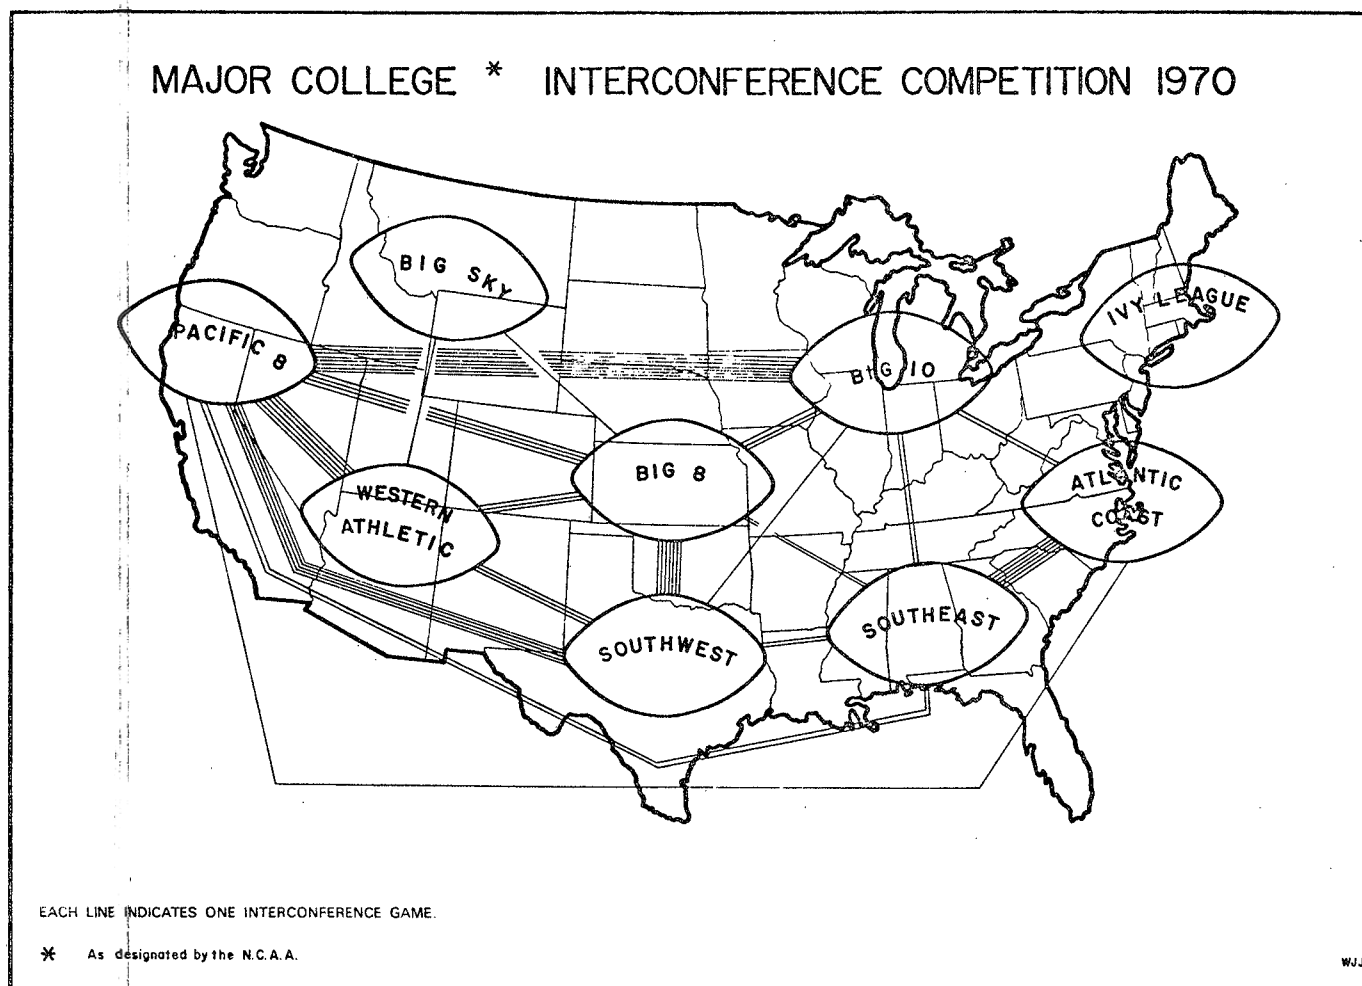 MAJOR COLLEGE * INTERCONFERENCE COMPETITION 1970
BIG SKY
IVY LEAGUE
PACIFIC 8
BIG 10
BIG 8
WESTERN
ATHLETIC
ATLANTIC
COAST
SOUTHWEST
SOUTHEAST
EACH LINE INDICATES ONE INTERCONFERENCE GAME.
* As designated by the N.C.A.A.
WJJ